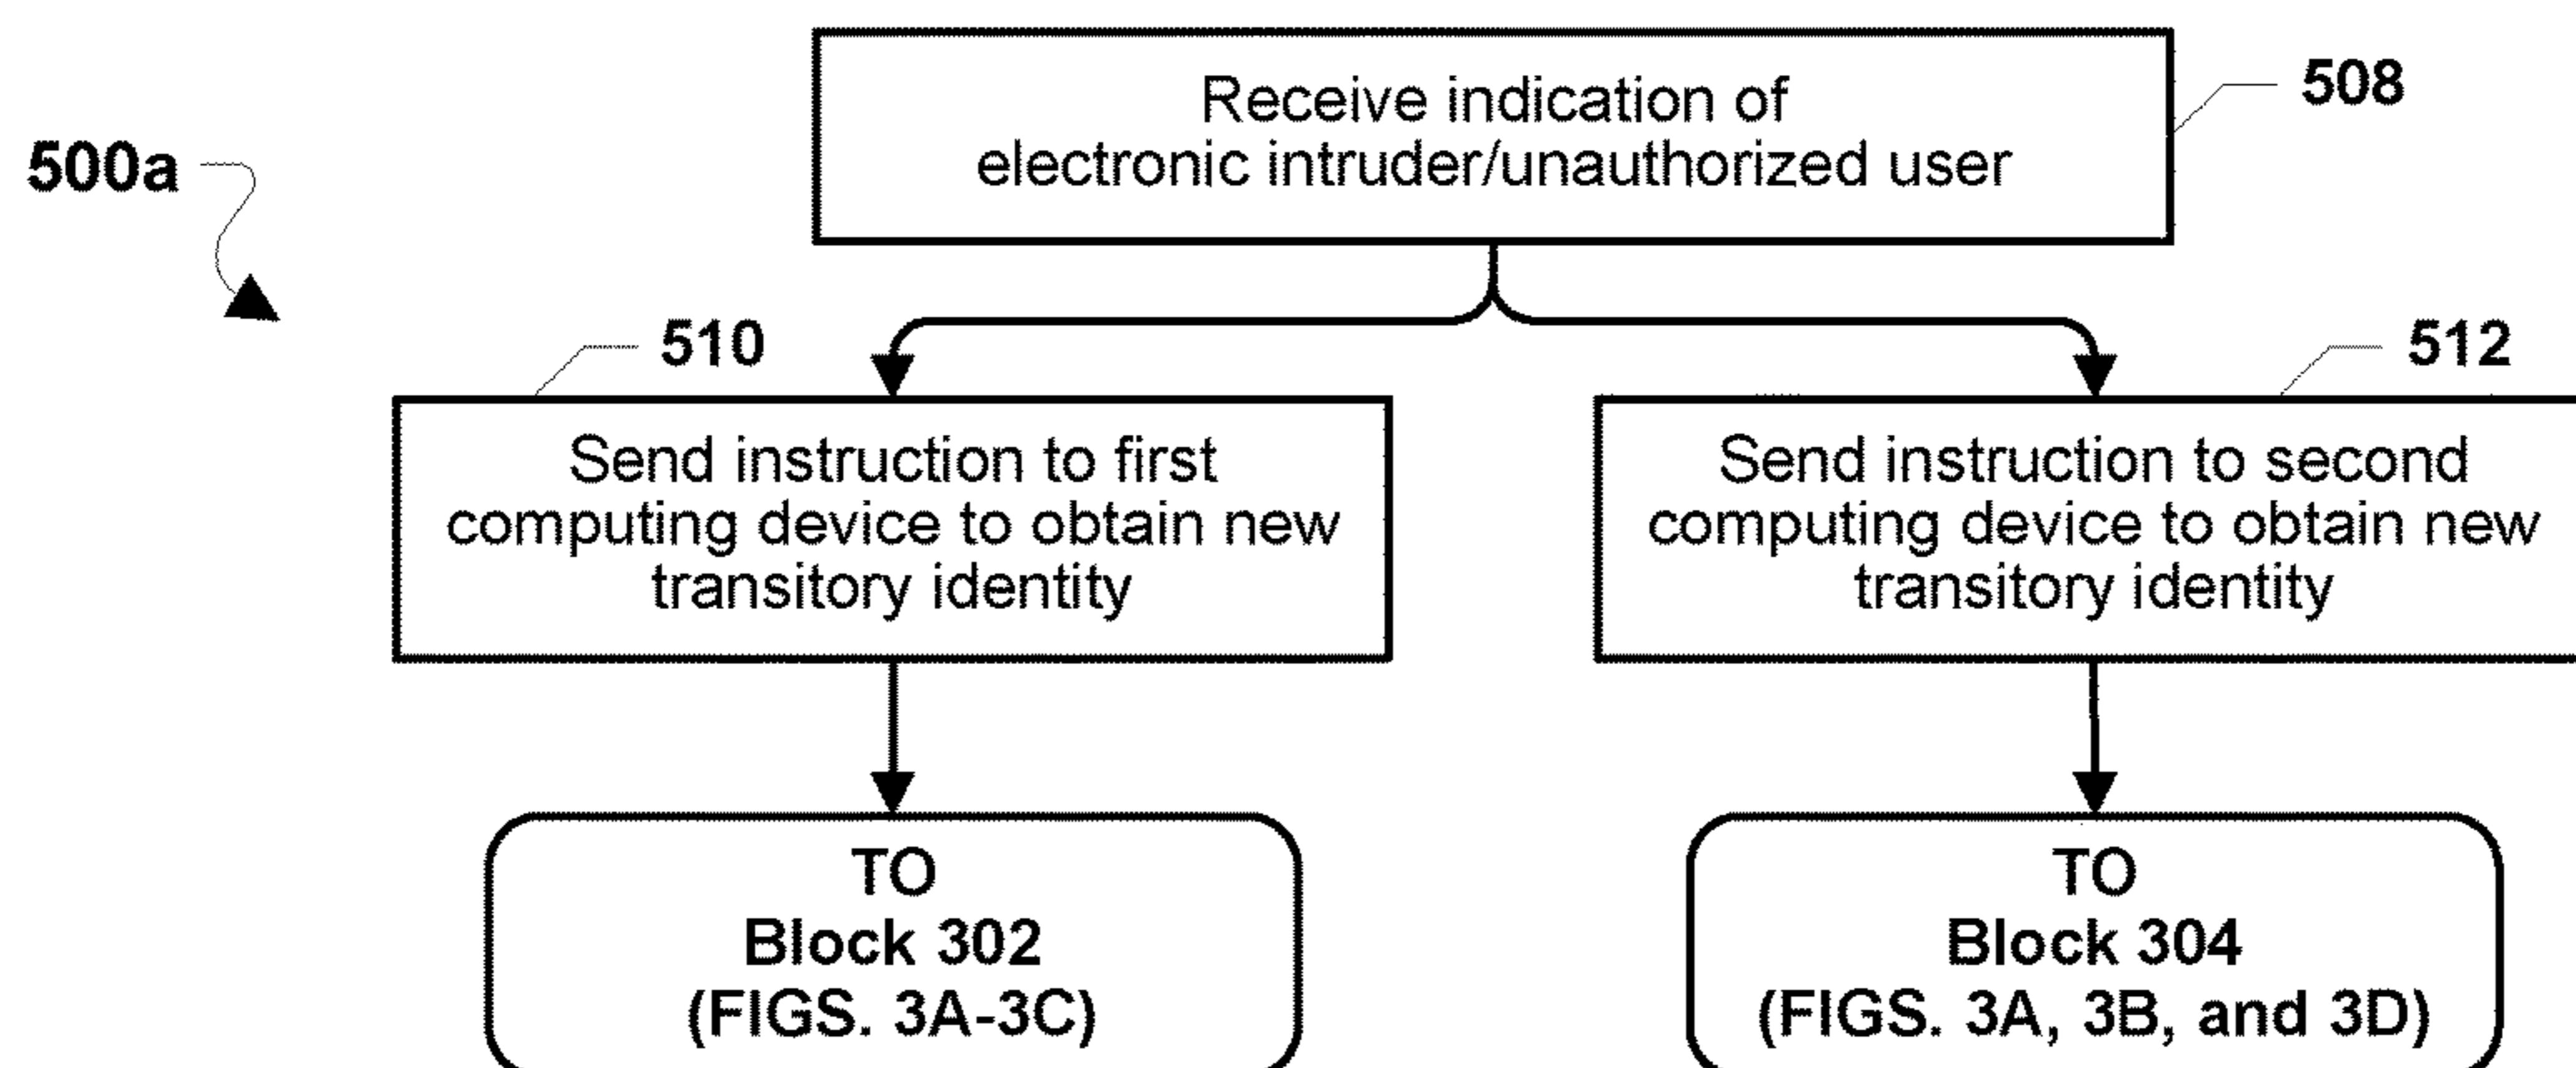 Receive indication of
electronic intruder/unauthorized user
508
500a
510
512
Send instruction to first
computing device to obtain new
transitory identity
Send instruction to second
computing device to obtain new
transitory identity
TO
Block 302
(FIGS. 3A-3C)
TO
Block 304
(FIGS. 3A, 3B, and 3D)